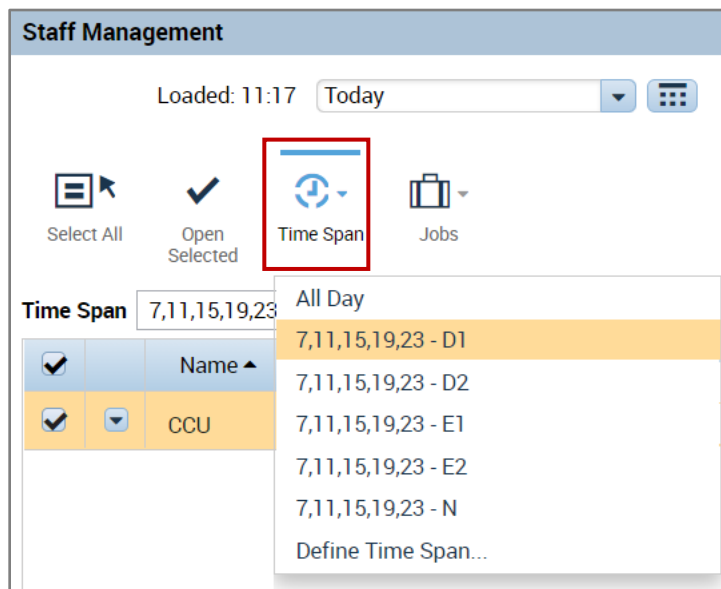 Staff Management
Loaded: 11:17 Today
Select All
Open
Selected
Time Span
Jobs
Time Span 7,11,15,19,23
Name
CCU
All Day
7,11,15,19,23 - D1
7,11,15,19,23 - D2
7,11,15,19,23 - E1
7,11,15,19,23 - E2
7,11,15,19,23 - N
Define Time Span...